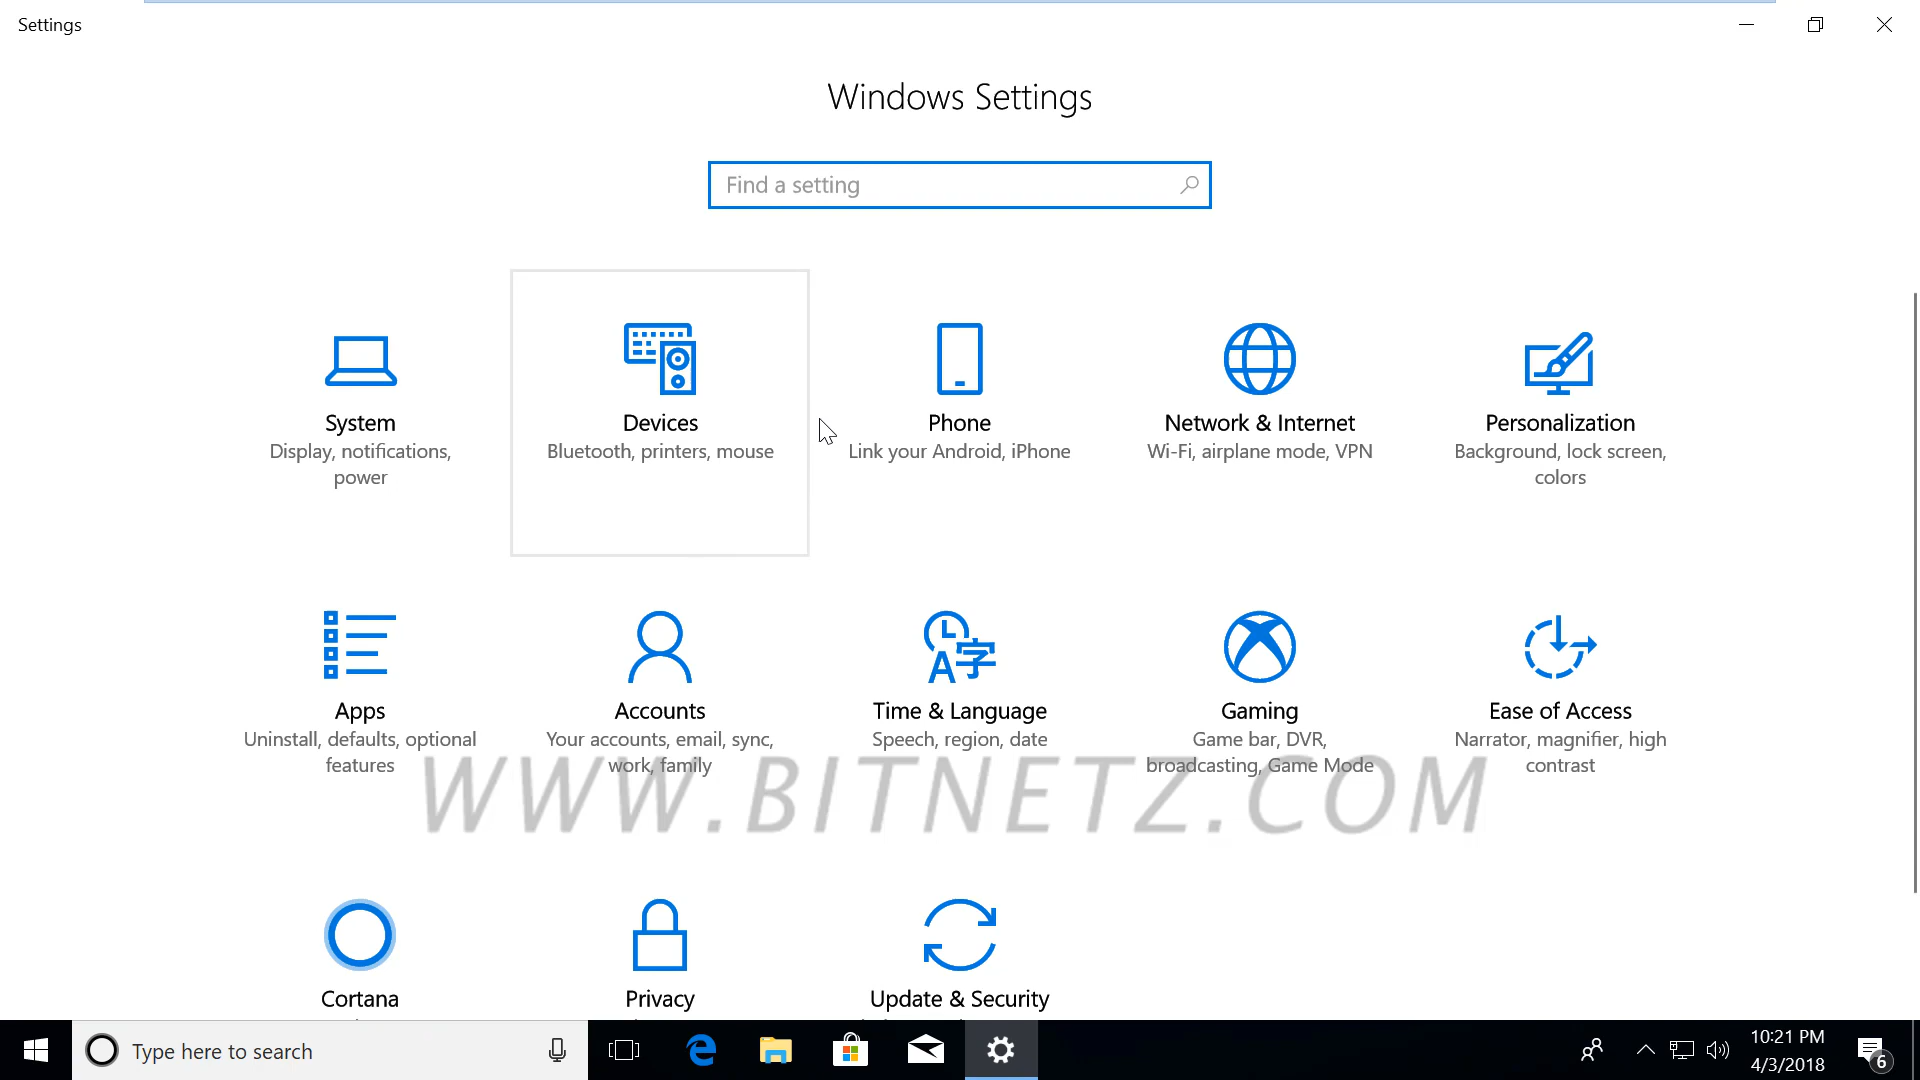 Settings
Windows Settings
Find a setting
System
Display, notifications,
power
Devices
Bluetooth, printers, mouse
Phone
Link your Android, iPhone
Network & Internet
Wi-Fi, airplane mode, VPN
Personalization
Background, lock screen,
colors
Apps
Uninstall, defaults, optional
features
Accounts
Your accounts, email, sync,
work, family
Time & Language
Speech, region, date
Gaming
Game bar, DVR,
broadcasting, Game Mode
Ease of Access
Narrator, magnifier, high
contrast
WWW.BITNETZ.COM
Cortana
Privacy
Update & Security
Type here to search
10:21 PM
4/3/2018
6